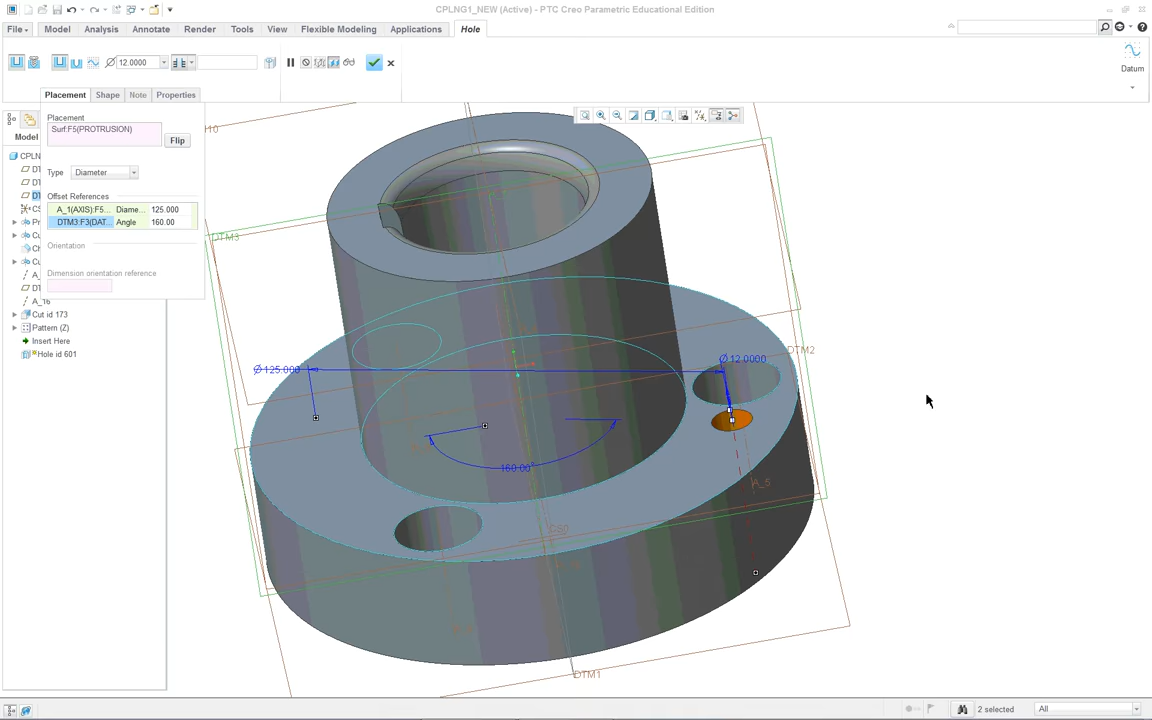 CPLNG1_NEW (Active) - PTC Creo Parametric Educational Edition
File Model Analysis Annotate Render Tools View Flexible Modeling Applications Hole
12.0000
Datum
Placement Shape Note Properties
Placement
Surf:F5(PROTRUSION)
Flip
Type Diameter
Offset References
A_1(AXIS):F5... Diame... 125.000
DTM3:F3(DAT... Angle 160.00
Orientation
Dimension orientation reference
Model
CPLN
A_16
Cut id 173
Pattern (Z)
Insert Here
Hole id 601
DTM3
Ø125.000
Ø12.0000
DTM2
160.00°
A_5
DTM1
2 selected
All